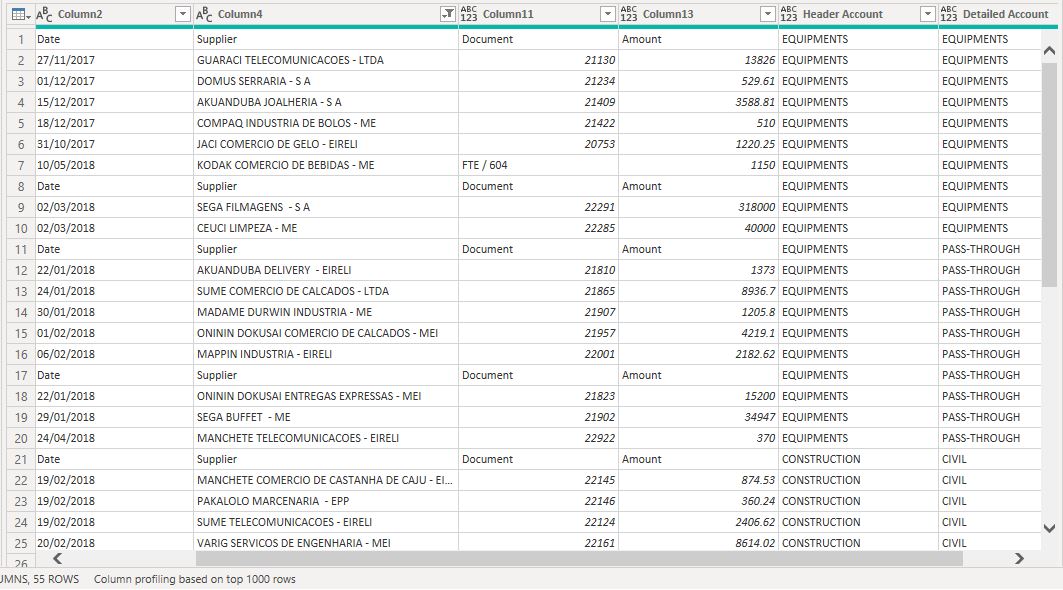 ABC Column2 ABC Column4 ABC 123 Column11 ABC 123 Column13 ABC 123 Header Account ABC 123 Detailed Account
1 Date Supplier Document Amount EQUIPMENTS EQUIPMENTS
2 27/11/2017 GUARACI TELECOMUNICACOES - LTDA 21130 13826 EQUIPMENTS EQUIPMENTS
3 01/12/2017 DOMUS SERRARIA - S A 21234 529.61 EQUIPMENTS EQUIPMENTS
4 15/12/2017 AKUANDUBA JOALHERIA - S A 21409 3588.81 EQUIPMENTS EQUIPMENTS
5 18/12/2017 COMPAQ INDUSTRIA DE BOLOS - ME 21422 510 EQUIPMENTS EQUIPMENTS
6 31/10/2017 JACI COMERCIO DE GELO - EIRELI 20753 1220.25 EQUIPMENTS EQUIPMENTS
7 10/05/2018 KODAK COMERCIO DE BEBIDAS - ME FTE / 604 1150 EQUIPMENTS EQUIPMENTS
8 Date Supplier Document Amount EQUIPMENTS EQUIPMENTS
9 02/03/2018 SEGA FILMAGENS - S A 22291 318000 EQUIPMENTS EQUIPMENTS
10 02/03/2018 CEUCI LIMPEZA - ME 22285 40000 EQUIPMENTS EQUIPMENTS
11 Date Supplier Document Amount EQUIPMENTS PASS-THROUGH
12 22/01/2018 AKUANDUBA DELIVERY - EIRELI 21810 1373 EQUIPMENTS PASS-THROUGH
13 24/01/2018 SUME COMERCIO DE CALCADOS - LTDA 21865 8936.7 EQUIPMENTS PASS-THROUGH
14 30/01/2018 MADAME DURWIN INDUSTRIA - ME 21907 1205.8 EQUIPMENTS PASS-THROUGH
15 01/02/2018 ONININ DOKUSAI COMERCIO DE CALCADOS - MEI 21957 4219.1 EQUIPMENTS PASS-THROUGH
16 06/02/2018 MAPPIN INDUSTRIA - EIRELI 22001 2182.62 EQUIPMENTS PASS-THROUGH
17 Date Supplier Document Amount EQUIPMENTS PASS-THROUGH
18 22/01/2018 ONININ DOKUSAI ENTREGAS EXPRESSAS - MEI 21823 15200 EQUIPMENTS PASS-THROUGH
19 29/01/2018 SEGA BUFFET - ME 21902 34947 EQUIPMENTS PASS-THROUGH
20 24/04/2018 MANCHETE TELECOMUNICACOES - EIRELI 22922 370 EQUIPMENTS PASS-THROUGH
21 Date Supplier Document Amount CONSTRUCTION CIVIL
22 19/02/2018 MANCHETE COMERCIO DE CASTANHA DE CAJU - EI... 22145 874.53 CONSTRUCTION CIVIL
23 19/02/2018 PAKALOLO MARCENARIA - EPP 22146 360.24 CONSTRUCTION CIVIL
24 19/02/2018 SUME TELECOMUNICACOES - EIRELI 22124 2406.62 CONSTRUCTION CIVIL
25 20/02/2018 VARIG SERVICOS DE ENGENHARIA - MEI 22161 8614.02 CONSTRUCTION CIVIL
26
UMNS, 55 ROWS Column profiling based on top 1000 rows